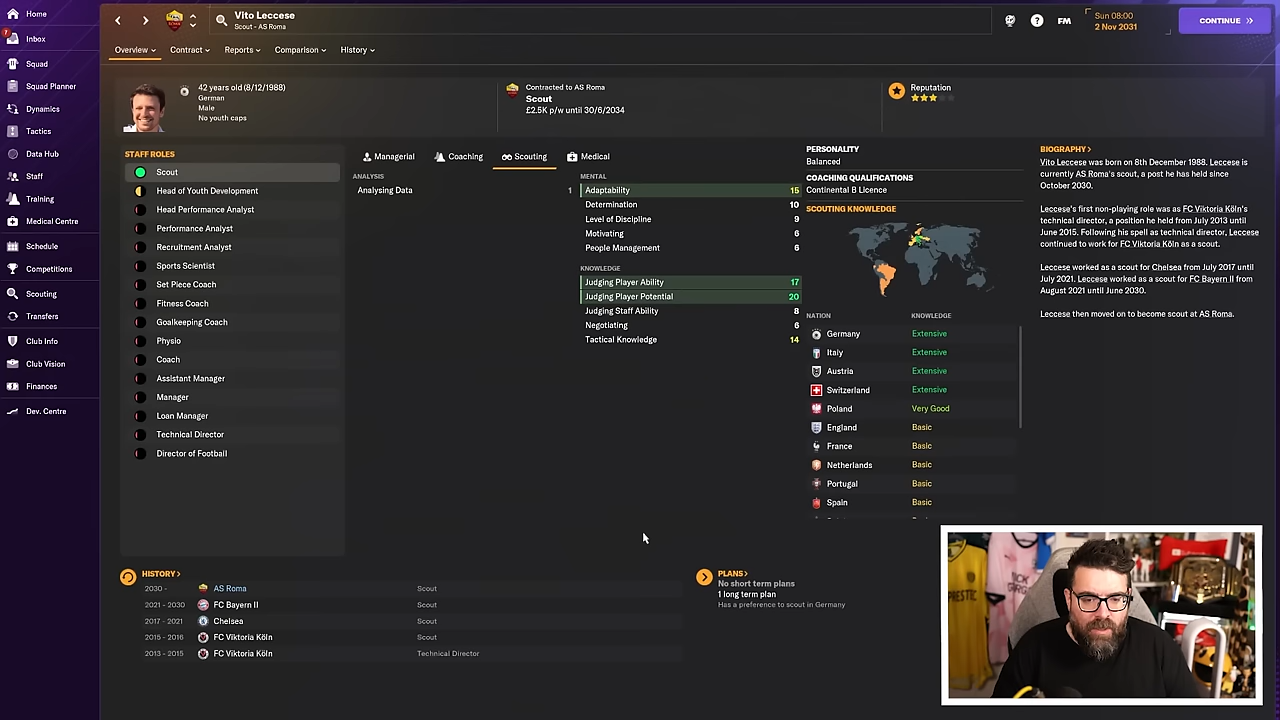 Home
Vito Leccese
Scout - AS Roma
FM
Sun 08:00
2 Nov 2031
CONTINUE
7
Inbox
Squad
Squad Planner
Dynamics
Tactics
Data Hub
Staff
Training
Medical Centre
Schedule
Competitions
Scouting
Transfers
Club Info
Club Vision
Finances
Dev. Centre
Overview
Contract
Reports
Comparison
History
42 years old (8/12/1988)
German
Male
No youth caps
Contracted to AS Roma
Scout
£2.5K p/w until 30/6/2034
Reputation
STAFF ROLES
Scout
Head of Youth Development
Head Performance Analyst
Performance Analyst
Recruitment Analyst
Sports Scientist
Set Piece Coach
Fitness Coach
Goalkeeping Coach
Physio
Coach
Assistant Manager
Manager
Loan Manager
Technical Director
Director of Football
Managerial
Coaching
Scouting
Medical
ANALYSIS
Analysing Data 1
MENTAL
Adaptability 15
Determination 10
Level of Discipline 9
Motivating 6
People Management 6
KNOWLEDGE
Judging Player Ability 17
Judging Player Potential 20
Judging Staff Ability 8
Negotiating 6
Tactical Knowledge 14
PERSONALITY
Balanced
COACHING QUALIFICATIONS
Continental B Licence
SCOUTING KNOWLEDGE
NATION KNOWLEDGE
Germany Extensive
Italy Extensive
Austria Extensive
Switzerland Extensive
Poland Very Good
England Basic
France Basic
Netherlands Basic
Portugal Basic
Spain Basic
BIOGRAPHY >
Vito Leccese was born on 8th December 1988. Leccese is
currently AS Roma's scout, a post he has held since
October 2030.
Leccese's first non-playing role was as FC Viktoria Köln's
technical director, a position he held from July 2013 until
June 2015. Following his spell as technical director, Leccese
continued to work for FC Viktoria Köln as a scout.
Leccese worked as a scout for Chelsea from July 2017 until
July 2021. Leccese worked as a scout for FC Bayern II from
August 2021 until June 2030.
Leccese then moved on to become scout at AS Roma.
HISTORY >
2030 - AS Roma Scout
2021 - 2030 FC Bayern II Scout
2017 - 2021 Chelsea Scout
2015 - 2016 FC Viktoria Köln Scout
2013 - 2015 FC Viktoria Köln Technical Director
PLANS >
No short term plans
1 long term plan
Has a preference to scout in Germany